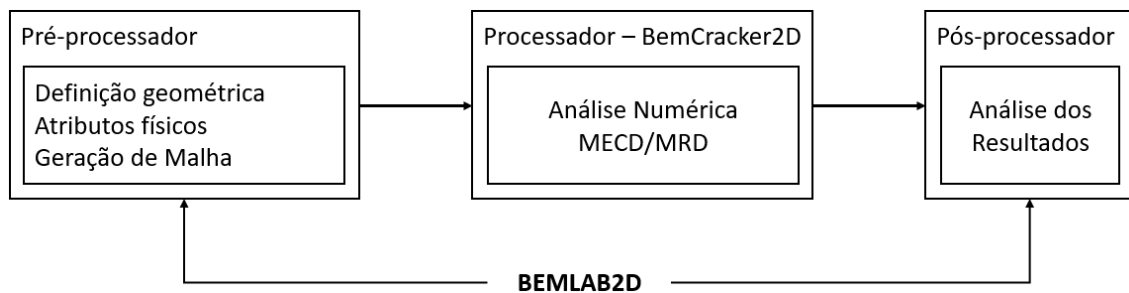 Pré-processador
Definição geométrica
Atributos físicos
Geração de Malha
Processador – BemCracker2D
Análise Numérica
MECD/MRD
Pós-processador
Análise dos
Resultados
BEMLAB2D